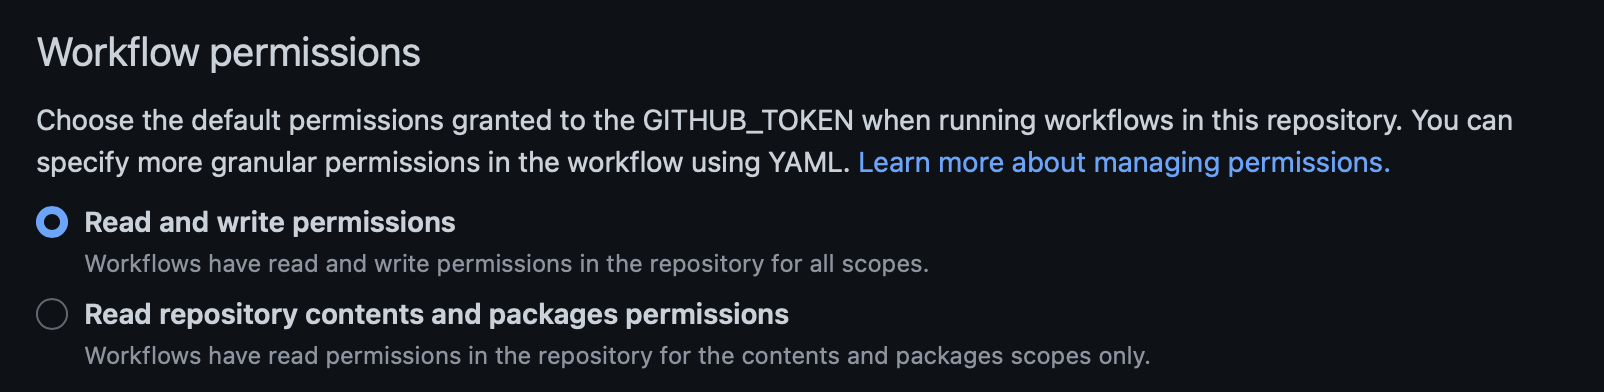 Workflow permissions
Choose the default permissions granted to the GITHUB_TOKEN when running workflows in this repository. You can
specify more granular permissions in the workflow using YAML. Learn more about managing permissions.
Read and write permissions
Workflows have read and write permissions in the repository for all scopes.
Read repository contents and packages permissions
Workflows have read permissions in the repository for the contents and packages scopes only.